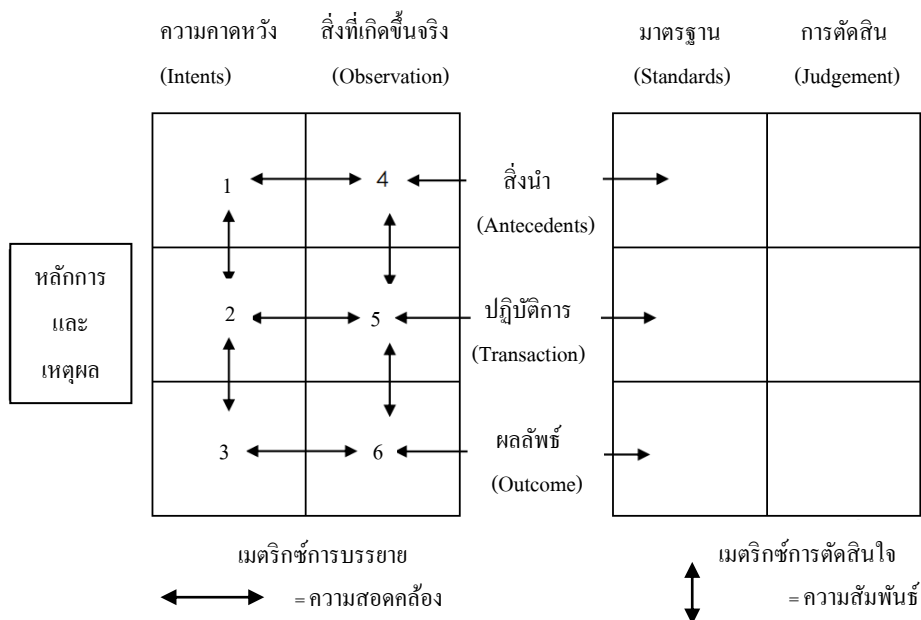 ความคาดหวัง สิ่งที่เกิดขึ้นจริง มาตรฐาน การตัดสิน
(Intents) (Observation) (Standards) (Judgement)
1 4 สิ่งนำ
(Antecedents)
หลักการ
และ
เหตุผล
2 5 ปฏิบัติการ
(Transaction)
3 6 ผลลัพธ์
(Outcome)
เมตริกซ์การบรรยาย เมตริกซ์การตัดสินใจ
= ความสอดคล้อง = ความสัมพันธ์